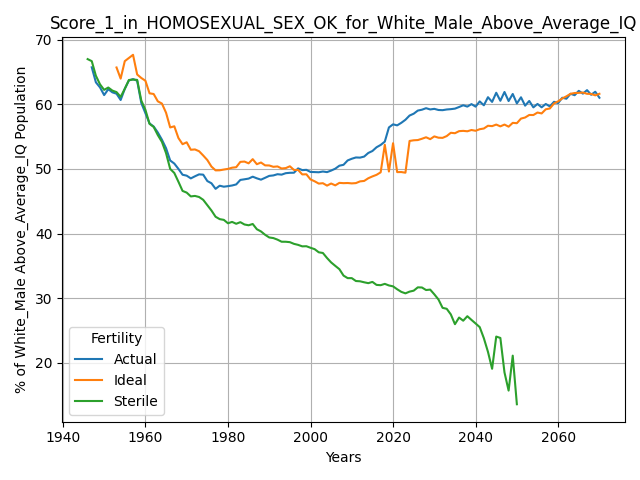 Score_1_in_HOMOSEXUAL_SEX_OK_for_White_Male_Above_Average_IQ
% of White_Male Above_Average_IQ Population
70
60
50
40
30
20
Fertility
Actual
Ideal
Sterile
1940 1960 1980 2000 2020 2040 2060
Years